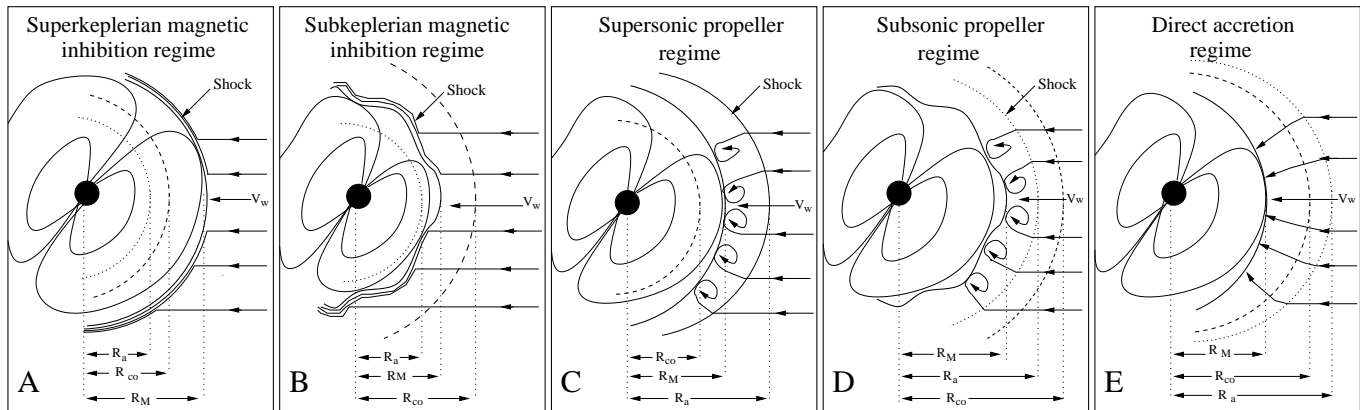 Superkeplerian magnetic
inhibition regime
Shock
V_w
R_a
R_co
R_M
A
Subkeplerian magnetic
inhibition regime
Shock
V_w
R_a
R_M
R_co
B
Supersonic propeller
regime
Shock
V_w
R_co
R_M
R_a
C
Subsonic propeller
regime
Shock
V_w
R_M
R_a
R_co
D
Direct accretion
regime
V_w
R_M
R_co
R_a
E